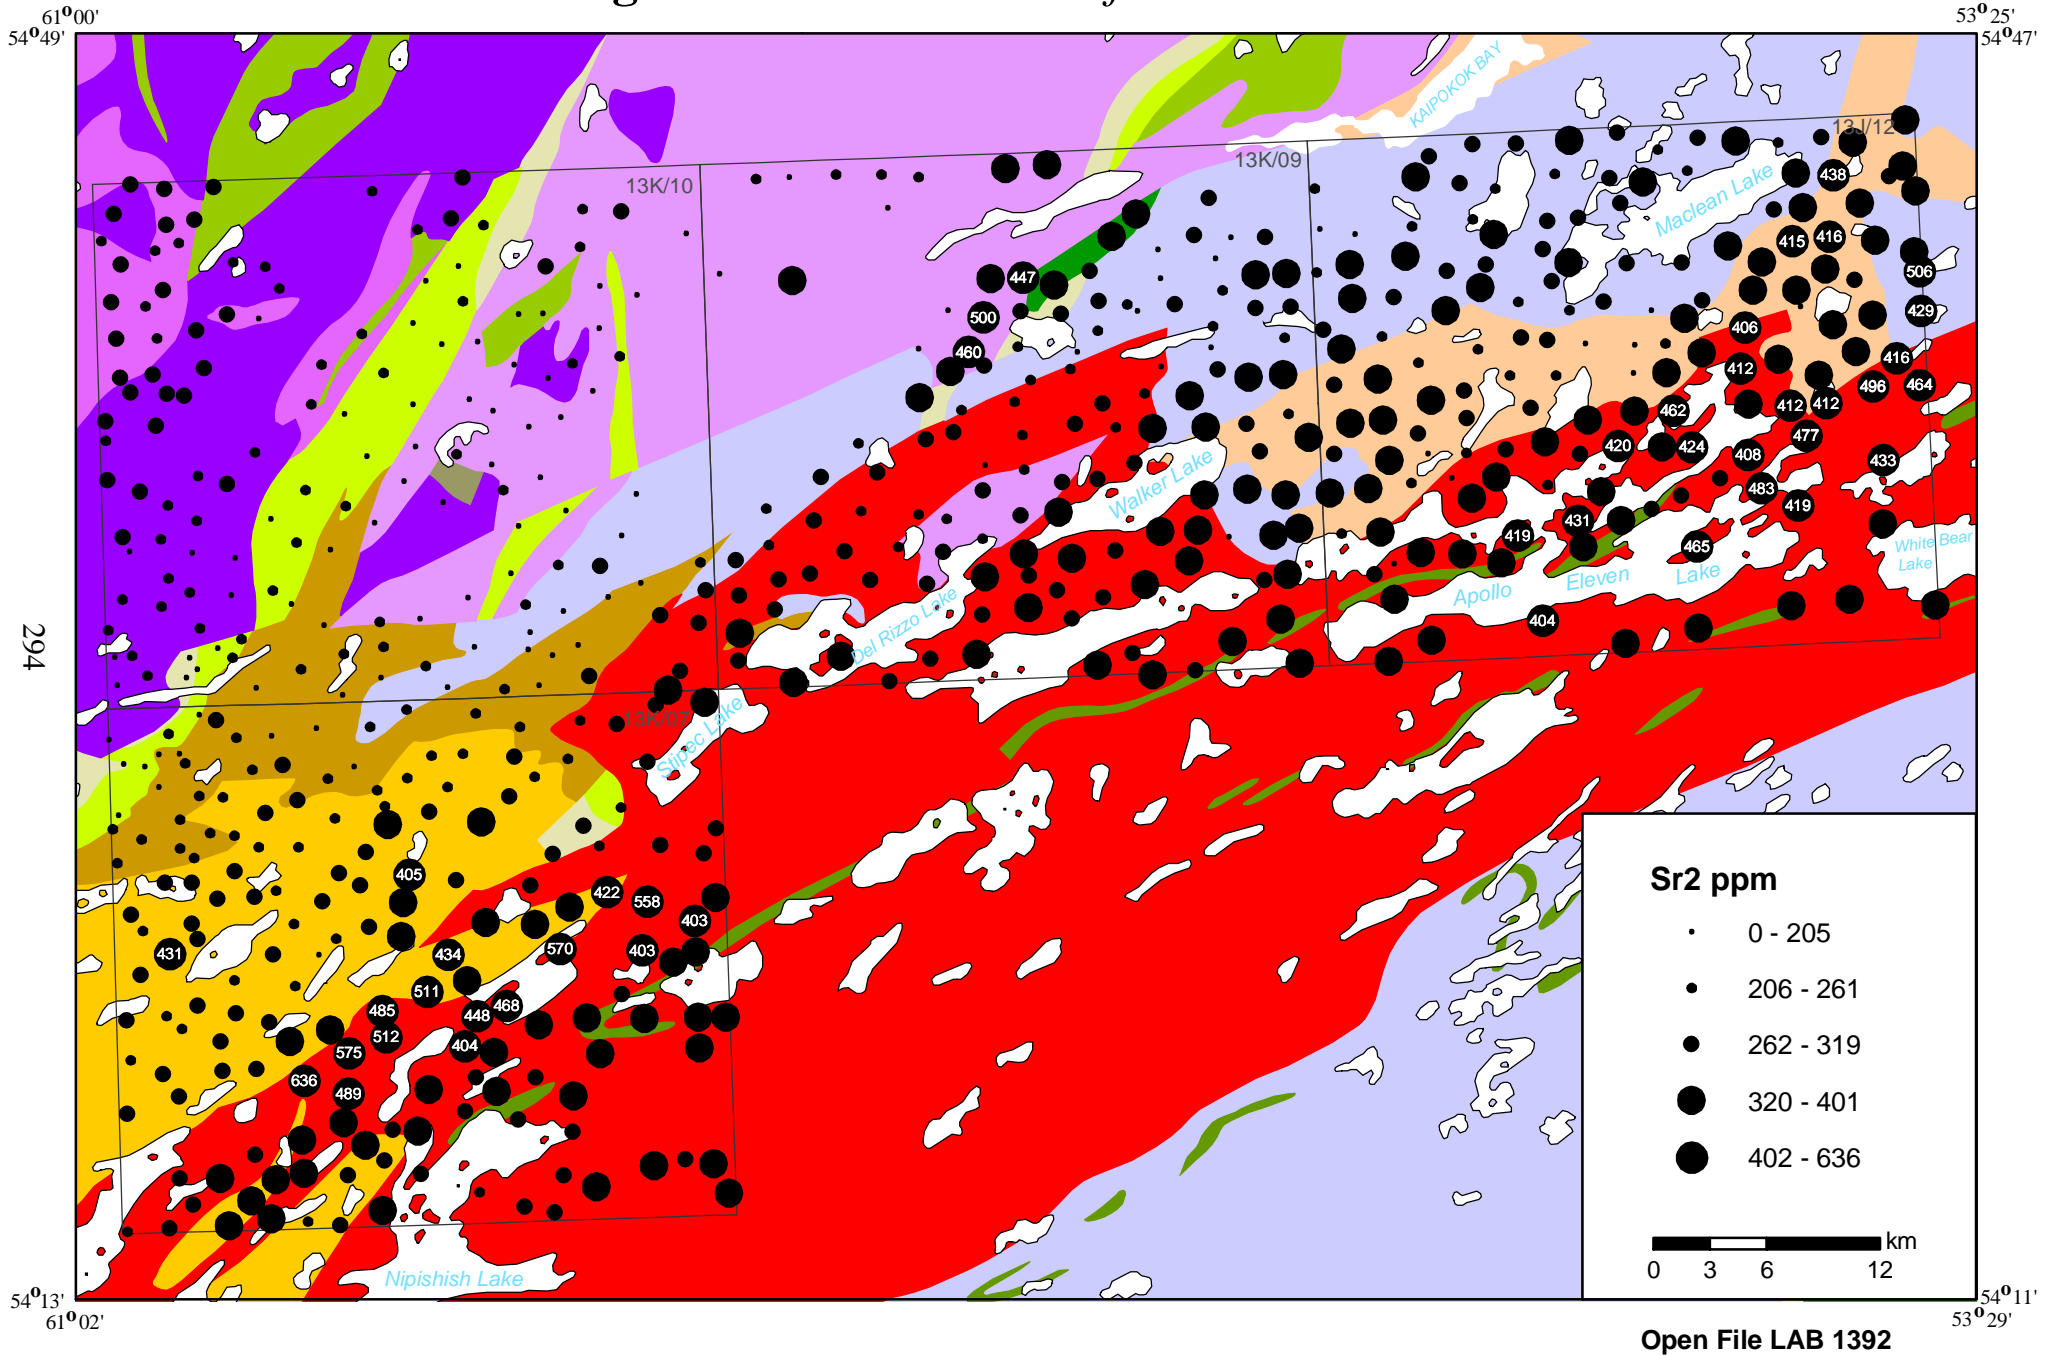 61°00'
53°25'
54°49'
54°47'
KAIPOKOK BAY
13J/12
13K/09
13K/10
438
Maclean Lake
415
416
506
447
429
500
406
460
416
412
496
464
462
412
412
477
420
424
408
433
Walker Lake
483
419
431
419
465
White Bear
Lake
Eleven
Lake
Apollo
404
Del Rizzo Lake
294
13K/07
Stipec Lake
405
422
558
403
431
434
570
403
511
485
448
468
512
404
575
636
489
Nipishish Lake
Sr2 ppm
0 - 205
206 - 261
262 - 319
320 - 401
402 - 636
km
0 3 6 12
54°13'
54°11'
61°02'
53°29'
Open File LAB 1392